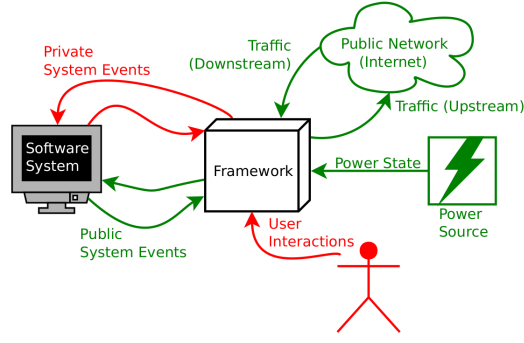 Private
System Events
Traffic
(Downstream)
Public Network
(Internet)
Traffic (Upstream)
Software
System
Framework
Power State
Power
Source
Public
System Events
User
Interactions